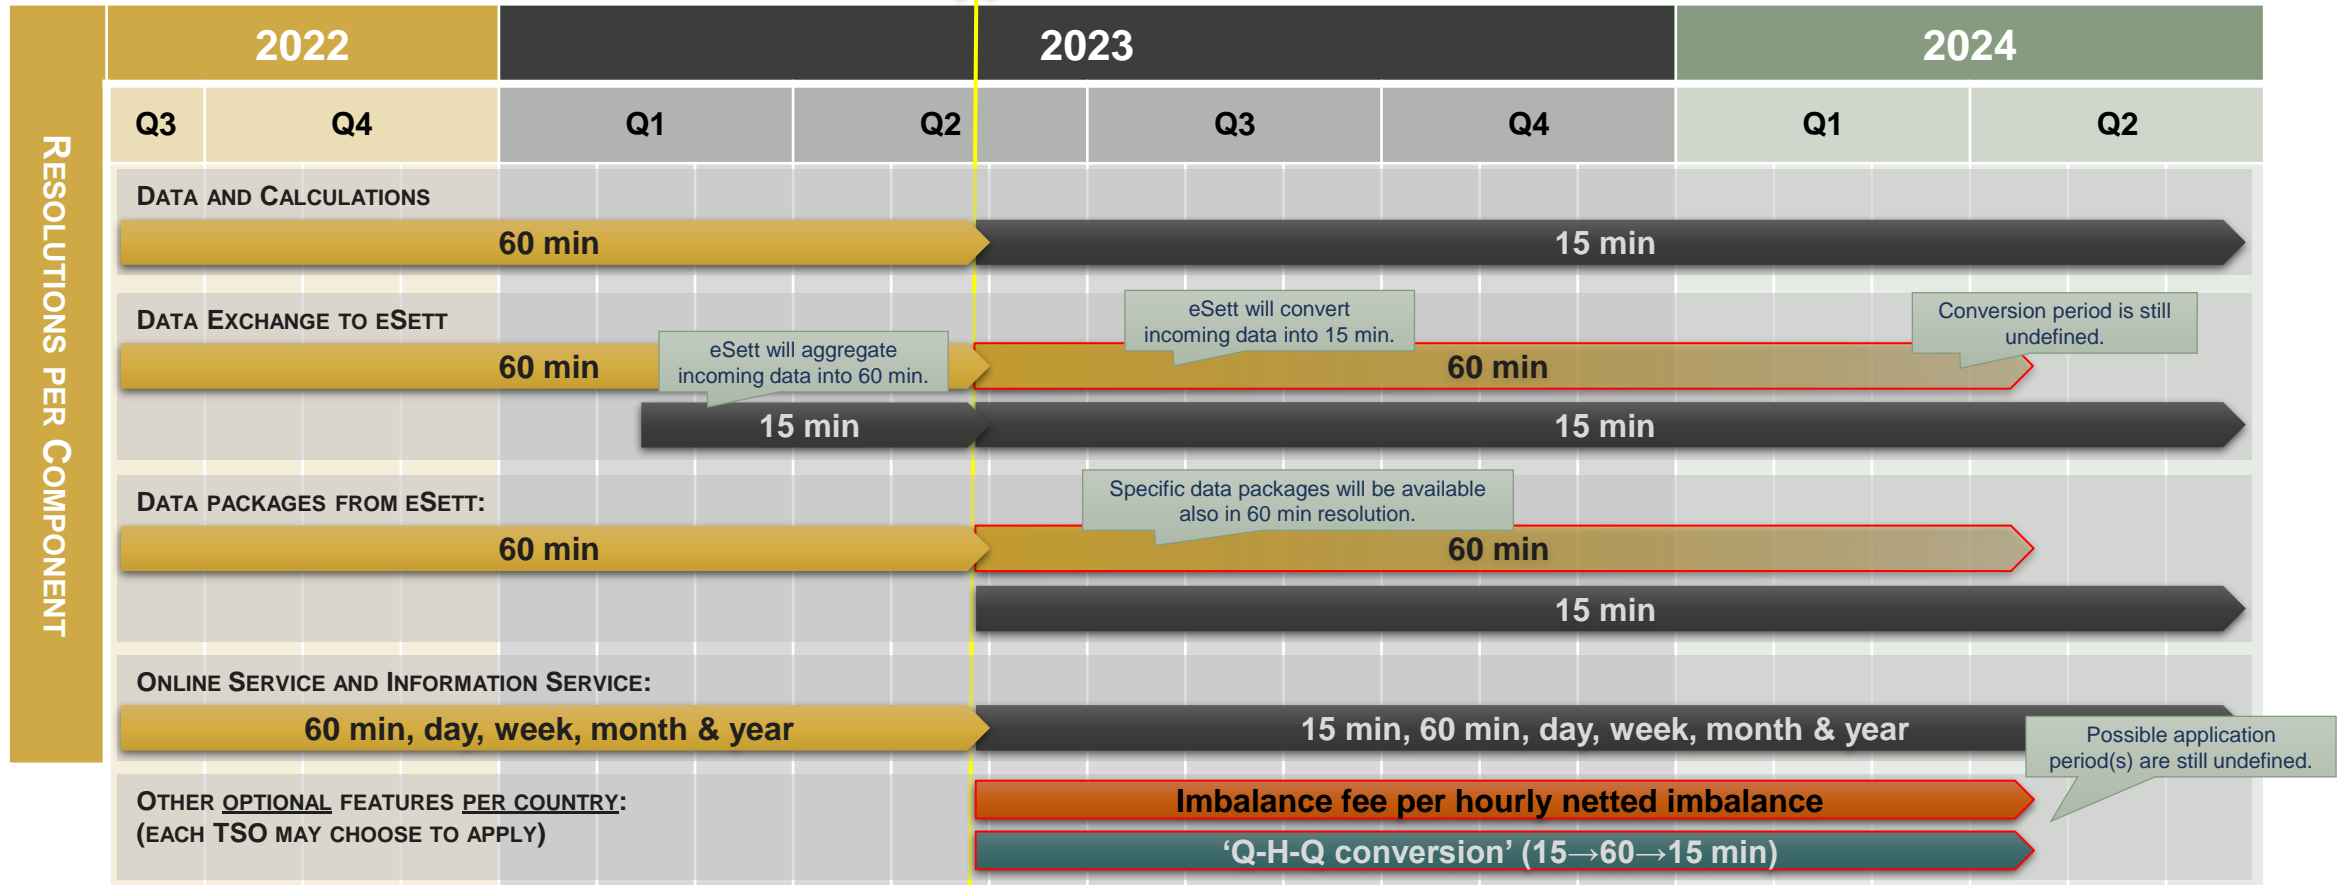 2022
2023
2024
Q3
Q4
Q1
Q2
Q3
Q4
Q1
Q2
RESOLUTIONS PER COMPONENT
DATA AND CALCULATIONS
60 min
15 min
DATA EXCHANGE TO ESETT
eSett will aggregate
incoming data into 60 min.
eSett will convert
incoming data into 15 min.
Conversion period is still
undefined.
60 min
60 min
15 min
15 min
DATA PACKAGES FROM ESETT:
Specific data packages will be available
also in 60 min resolution.
60 min
60 min
15 min
ONLINE SERVICE AND INFORMATION SERVICE:
60 min, day, week, month & year
15 min, 60 min, day, week, month & year
Possible application
period(s) are still undefined.
OTHER OPTIONAL FEATURES PER COUNTRY:
(EACH TSO MAY CHOOSE TO APPLY)
Imbalance fee per hourly netted imbalance
‘Q-H-Q conversion’ (15→60→15 min)